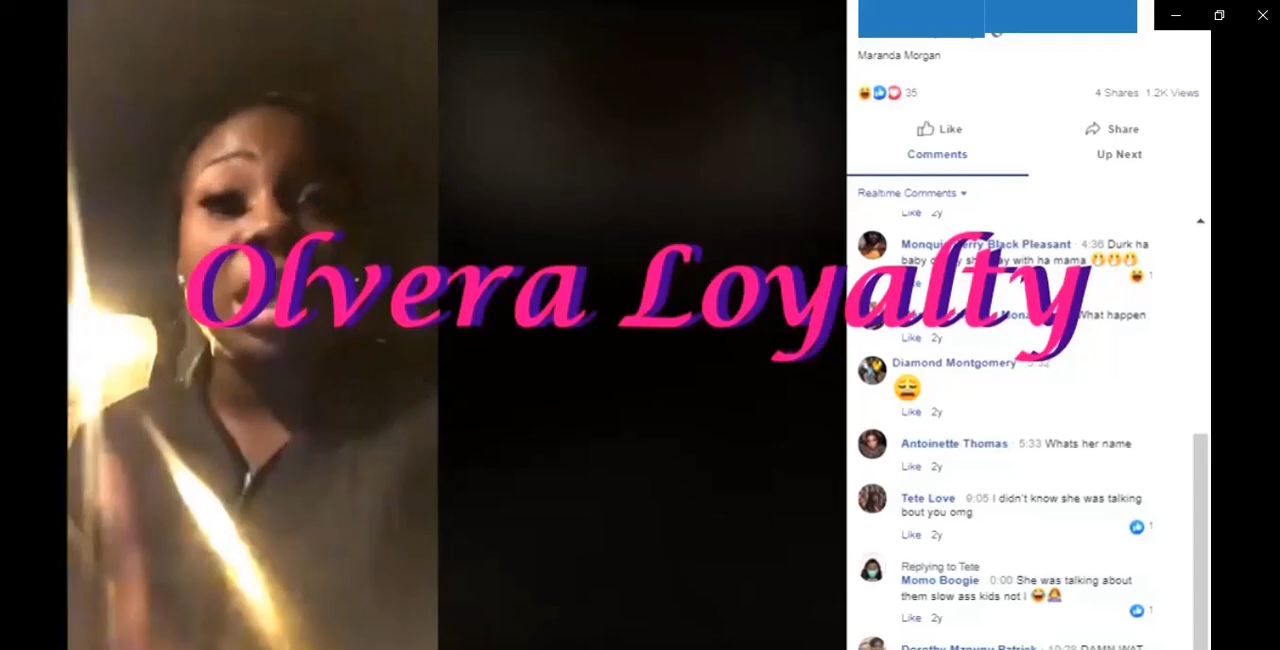 Maranda Morgan
35
4 Shares 1.2K Views
Like
Share
Comments
Up Next
Realtime Comments
Like 2y
Olvera Loyalty
Black Pleasant · 4:36 Durk ha
baby with ha mama 🤭🤭🤭
1
What happen
Like 2y
Diamond Montgomery
😩
Like 2y
Antoinette Thomas · 5:33 Whats her name
Like 2y
Tete Love · 9:05 I didn't know she was talking
bout you omg
1
Like 2y
Replying to Tete
Momo Boogie · 0:00 She was talking about
them slow ass kids not I 😂🤦‍♀️
1
Like 2y